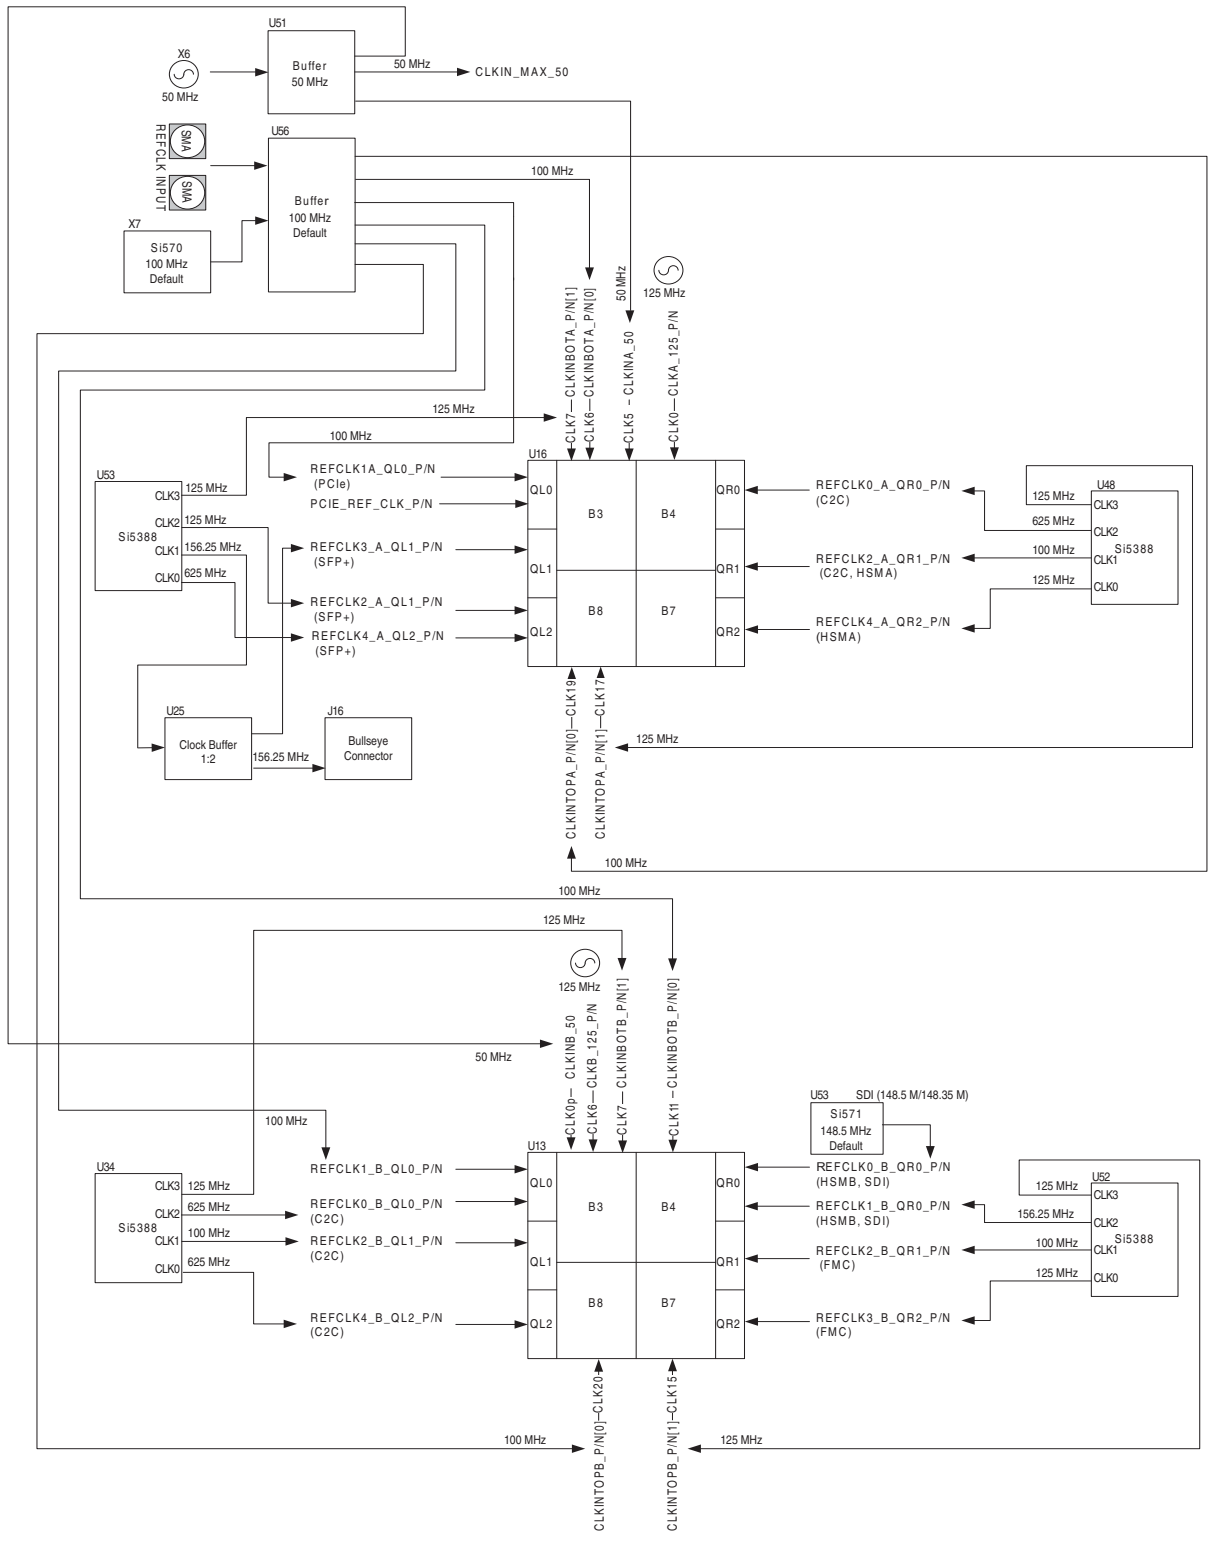 U51
X6
Buffer
50 MHz
50 MHz
CLKIN_MAX_50
50 MHz
U56
SMA
SMA
REFCLK INPUT
Buffer
100 MHz
Default
100 MHz
X7
Si570
100 MHz
Default
50 MHz
125 MHz
CLK7—CLKINBOTA_P/N[1]
CLK6—CLKINBOTA_P/N[0]
CLK5 – CLKINA_50
CLK0—CLKA_125_P/N
125 MHz
100 MHz
U53
Si5388
CLK3
125 MHz
CLK2
125 MHz
CLK1
156.25 MHz
CLK0
625 MHz
REFCLK1A_QL0_P/N
(PCIe)
PCIE_REF_CLK_P/N
REFCLK3_A_QL1_P/N
(SFP+)
REFCLK2_A_QL1_P/N
(SFP+)
REFCLK4_A_QL2_P/N
(SFP+)
U16
QL0
QL1
QL2
B3
B4
B8
B7
QR0
QR1
QR2
REFCLK0_A_QR0_P/N
(C2C)
REFCLK2_A_QR1_P/N
(C2C, HSMA)
REFCLK4_A_QR2_P/N
(HSMA)
U48
Si5388
125 MHz
CLK3
625 MHz
CLK2
100 MHz
CLK1
125 MHz
CLK0
U25
Clock Buffer
1:2
156.25 MHz
J16
Bullseye
Connector
CLKINTOPA_P/N[0]—CLK19
CLKINTOPA_P/N[1]—CLK17
125 MHz
100 MHz
100 MHz
125 MHz
125 MHz
50 MHz
CLK0p— CLKINB_50
CLK6—CLKB_125_P/N
CLK7— CLKINBOTB_P/N[1]
CLK11 – CLKINBOTB_P/N[0]
100 MHz
U34
Si5388
CLK3
125 MHz
CLK2
625 MHz
CLK1
100 MHz
CLK0
625 MHz
REFCLK1_B_QL0_P/N
REFCLK0_B_QL0_P/N
(C2C)
REFCLK2_B_QL1_P/N
(C2C)
REFCLK4_B_QL2_P/N
(C2C)
U13
QL0
QL1
QL2
B3
B4
B8
B7
QR0
QR1
QR2
U53
SDI (148.5 M/148.35 M)
Si571
148.5 MHz
Default
REFCLK0_B_QR0_P/N
(HSMB, SDI)
REFCLK1_B_QR0_P/N
(HSMB, SDI)
REFCLK2_B_QR1_P/N
(FMC)
REFCLK3_B_QR2_P/N
(FMC)
U52
Si5388
125 MHz
CLK3
156.25 MHz
CLK2
100 MHz
CLK1
125 MHz
CLK0
100 MHz
CLKINTOPB_P/N[0]—CLK20
CLKINTOPB_P/N[1]—CLK15
125 MHz